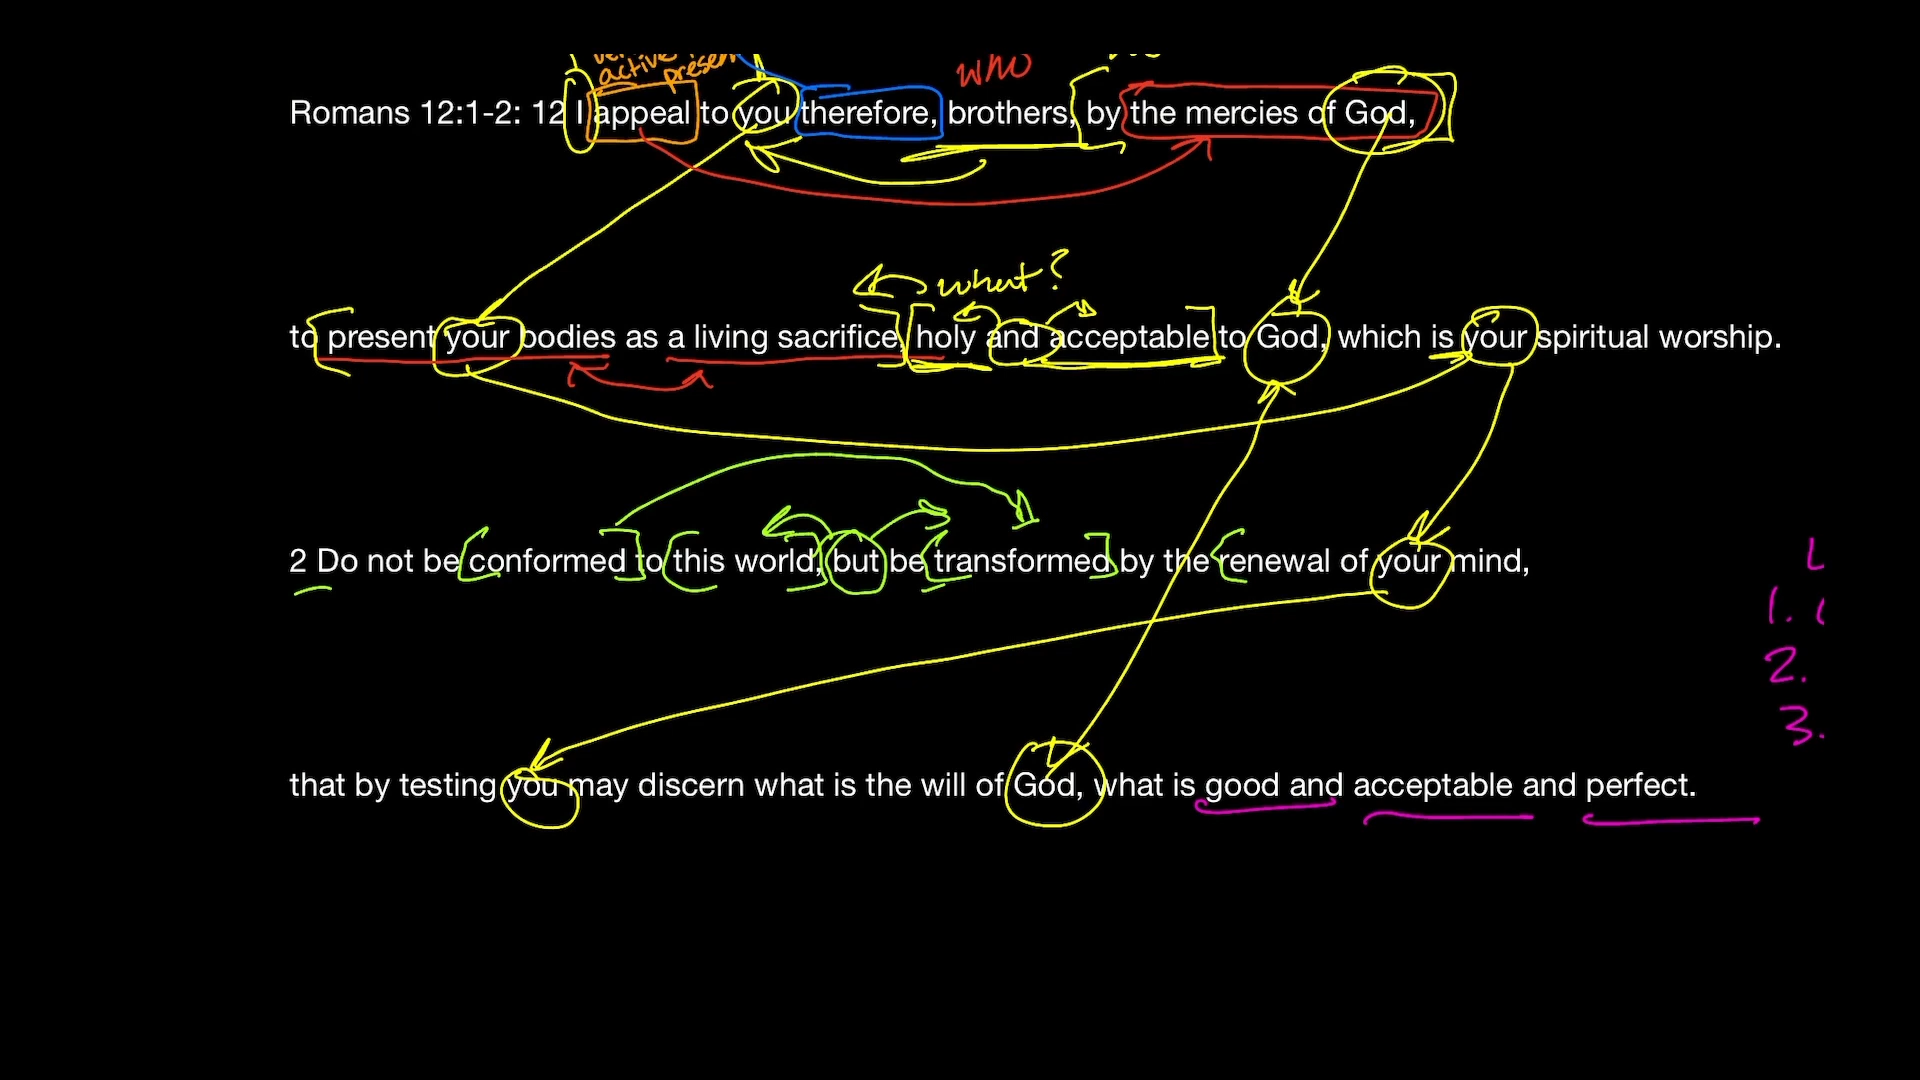 active present
WHO
Romans 12:1-2: 12 I appeal to you therefore, brothers, by the mercies of God,
what?
to present your bodies as a living sacrifice, holy and acceptable to God, which is your spiritual worship.
2 Do not be conformed to this world, but be transformed by the renewal of your mind,
L
1.
2.
3.
that by testing you may discern what is the will of God, what is good and acceptable and perfect.